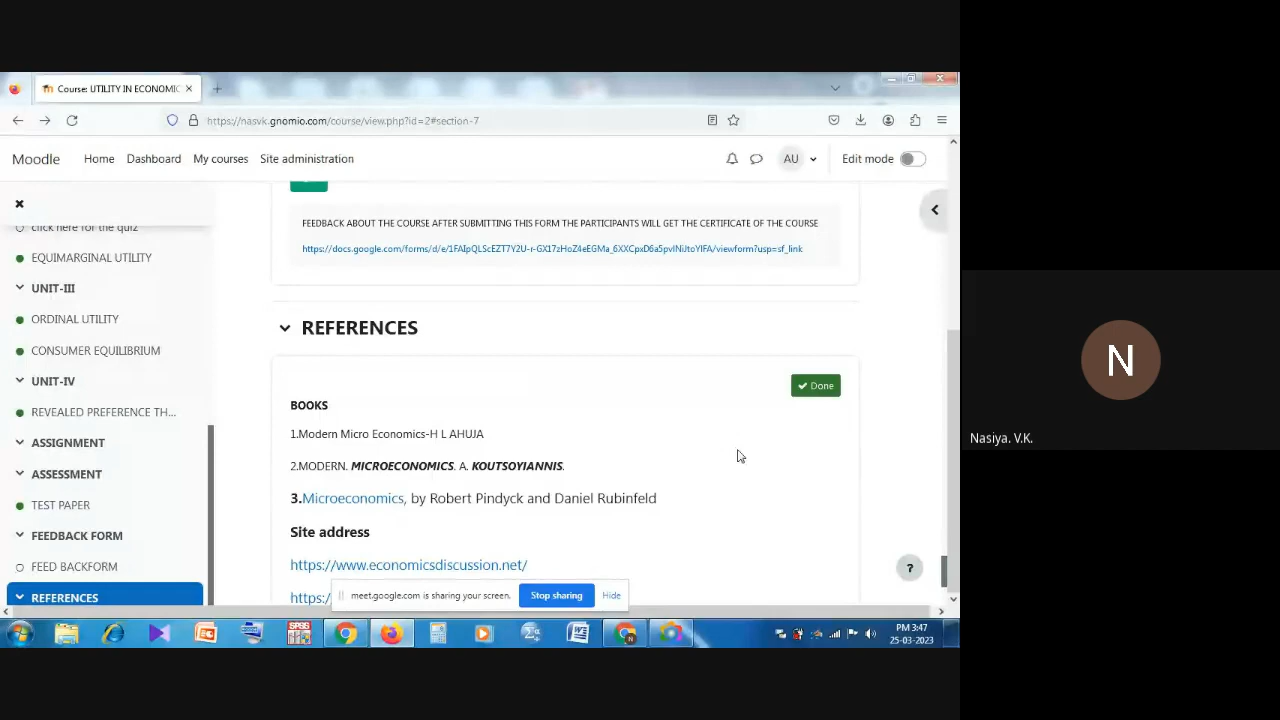 Course: UTILITY IN ECONOMIC
https://nasvk.gnomio.com/course/view.php?id=2#section-7
Moodle
Home
Dashboard
My courses
Site administration
AU
Edit mode
click here for the quiz
EQUIMARGINAL UTILITY
UNIT-III
ORDINAL UTILITY
CONSUMER EQUILIBRIUM
UNIT-IV
REVEALED PREFERENCE TH...
ASSIGNMENT
ASSESSMENT
TEST PAPER
FEEDBACK FORM
FEED BACKFORM
REFERENCES
FEEDBACK ABOUT THE COURSE AFTER SUBMITTING THIS FORM THE PARTICIPANTS WILL GET THE CERTIFICATE OF THE COURSE
REFERENCES
Done
BOOKS
1.Modern Micro Economics-H L AHUJA
2.MODERN. MICROECONOMICS. A. KOUTSOYIANNIS.
3.Microeconomics, by Robert Pindyck and Daniel Rubinfeld
Site address
https://www.economicsdiscussion.net/
https:/
?
meet.google.com is sharing your screen.
Stop sharing
Hide
SPSS
PM 3:47
25-03-2023
N
Nasiya. V.K.